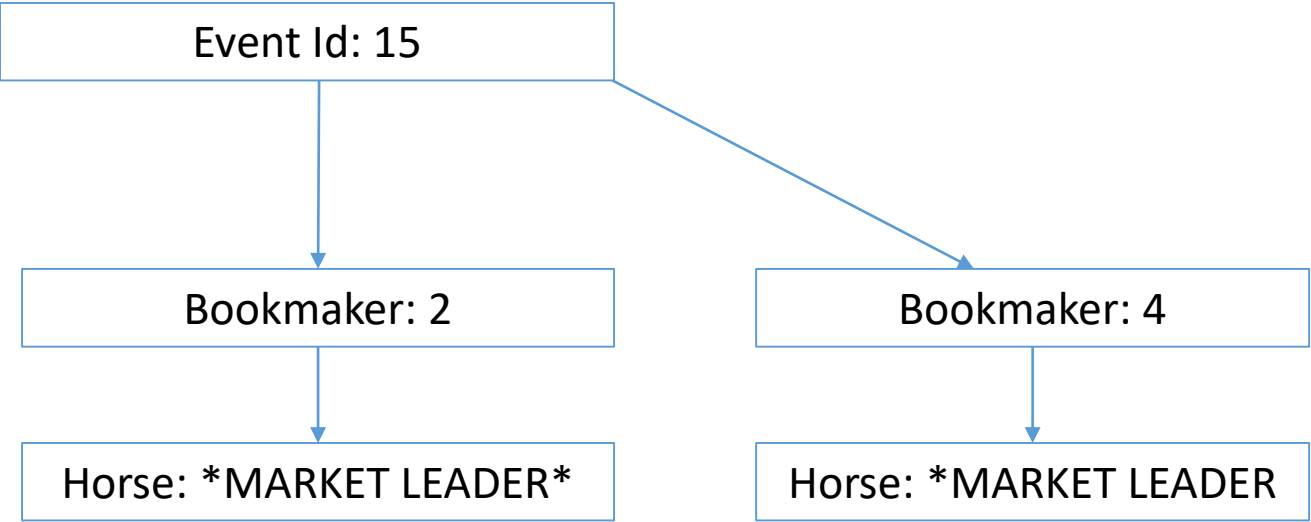 Event Id: 15
Bookmaker: 2
Bookmaker: 4
Horse: *MARKET LEADER*
Horse: *MARKET LEADER